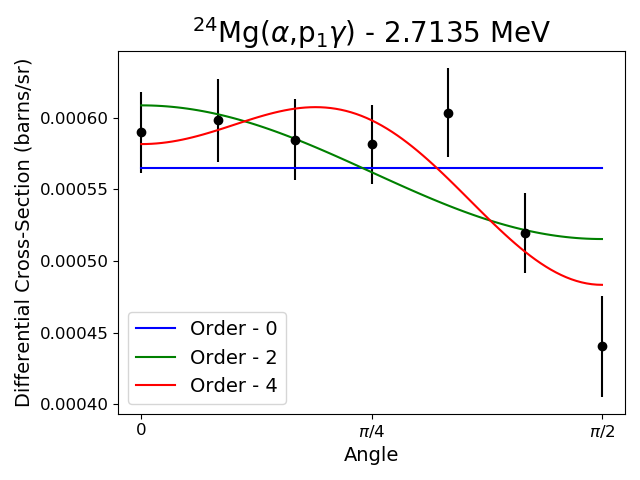 ²⁴Mg(α,p₁γ) - 2.7135 MeV
Differential Cross-Section (barns/sr)
0.00060
0.00055
0.00050
0.00045
0.00040
Order - 0
Order - 2
Order - 4
0 π/4 π/2
Angle